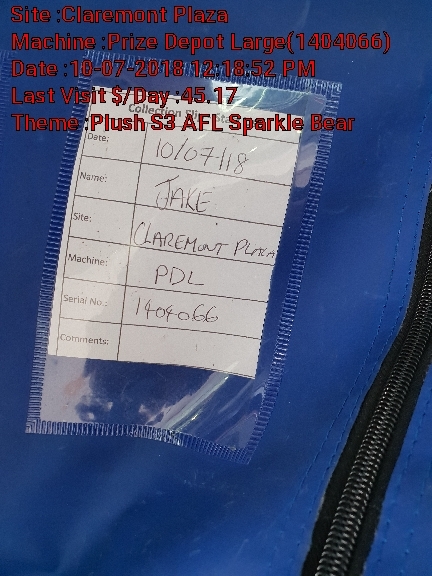 Site :Claremont Plaza
Machine :Prize Depot Large(1404066)
Date :10-07-2018 12:18:52 PM
Last Visit $/Day :45.17
Theme :Plush S3 AFL Sparkle Bear
Collection
Date: 10/07/18
Name: JAKE
Site: CLAREMONT PLAZA
Machine: PDL
Serial No.: 1404066
Comments: